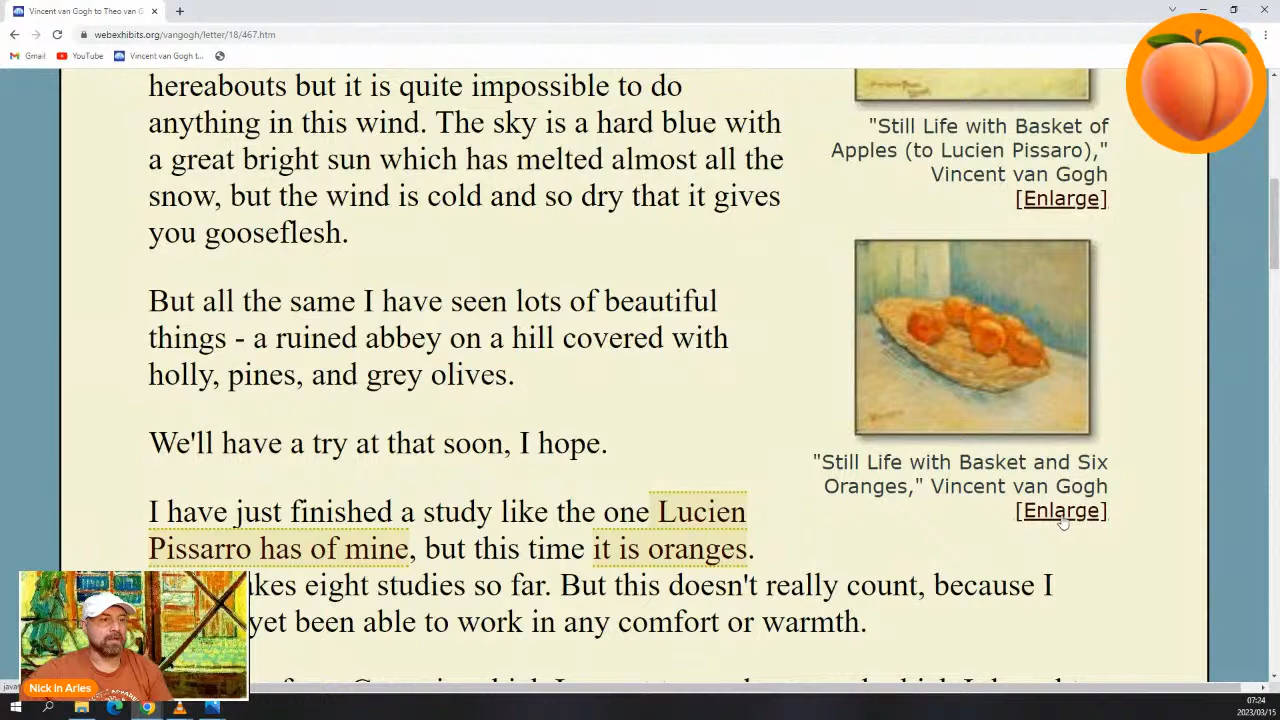 Vincent van Gogh to Theo van G
webexhibits.org/vangogh/letter/18/467.htm
Gmail
YouTube
Vincent van Gogh t...
hereabouts but it is quite impossible to do
anything in this wind. The sky is a hard blue with
a great bright sun which has melted almost all the
snow, but the wind is cold and so dry that it gives
you gooseflesh.
But all the same I have seen lots of beautiful
things - a ruined abbey on a hill covered with
holly, pines, and grey olives.
We'll have a try at that soon, I hope.
I have just finished a study like the one Lucien
Pissarro has of mine, but this time it is oranges.
akes eight studies so far. But this doesn't really count, because I
yet been able to work in any comfort or warmth.
"Still Life with Basket of
Apples (to Lucien Pissaro),"
Vincent van Gogh
[Enlarge]
"Still Life with Basket and Six
Oranges," Vincent van Gogh
[Enlarge]
Nick in Arles
07:24
2023/03/15